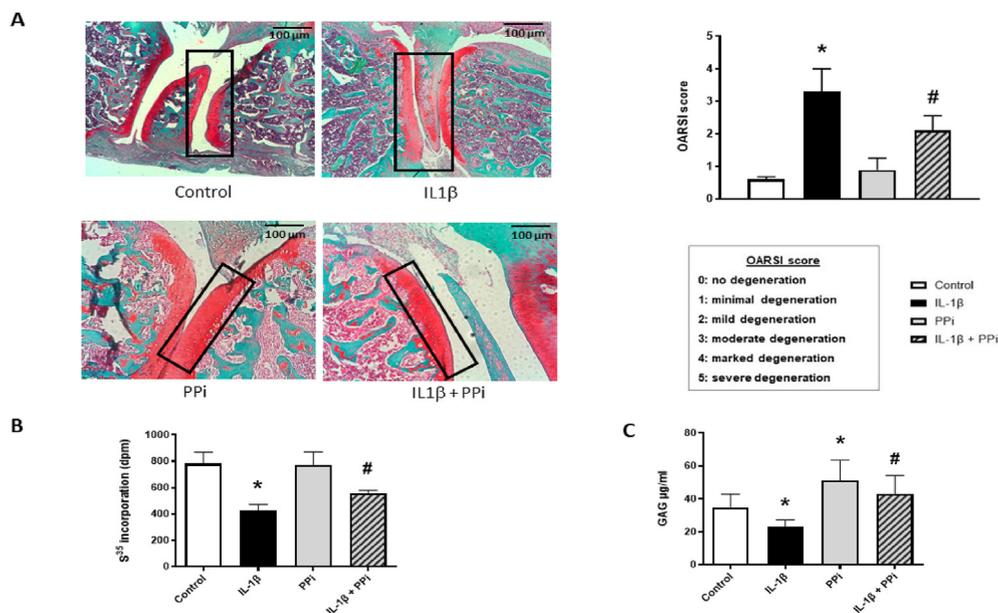 A
100 µm
100 µm
Control
IL1β
100 µm
100 µm
PPi
IL1β + PPi
OARSI score
5
4
3
2
1
0
*
#
OARSI score
0: no degeneration
1: minimal degeneration
2: mild degeneration
3: moderate degeneration
4: marked degeneration
5: severe degeneration
Control
IL-1β
PPi
IL-1β + PPi
B
S35 incorporation (dpm)
1000
800
600
400
200
0
*
#
Control
IL-1β
PPi
IL-1β + PPi
C
GAG µg/ml
80
60
40
20
0
*
*
#
Control
IL-1β
PPi
IL-1β + PPi